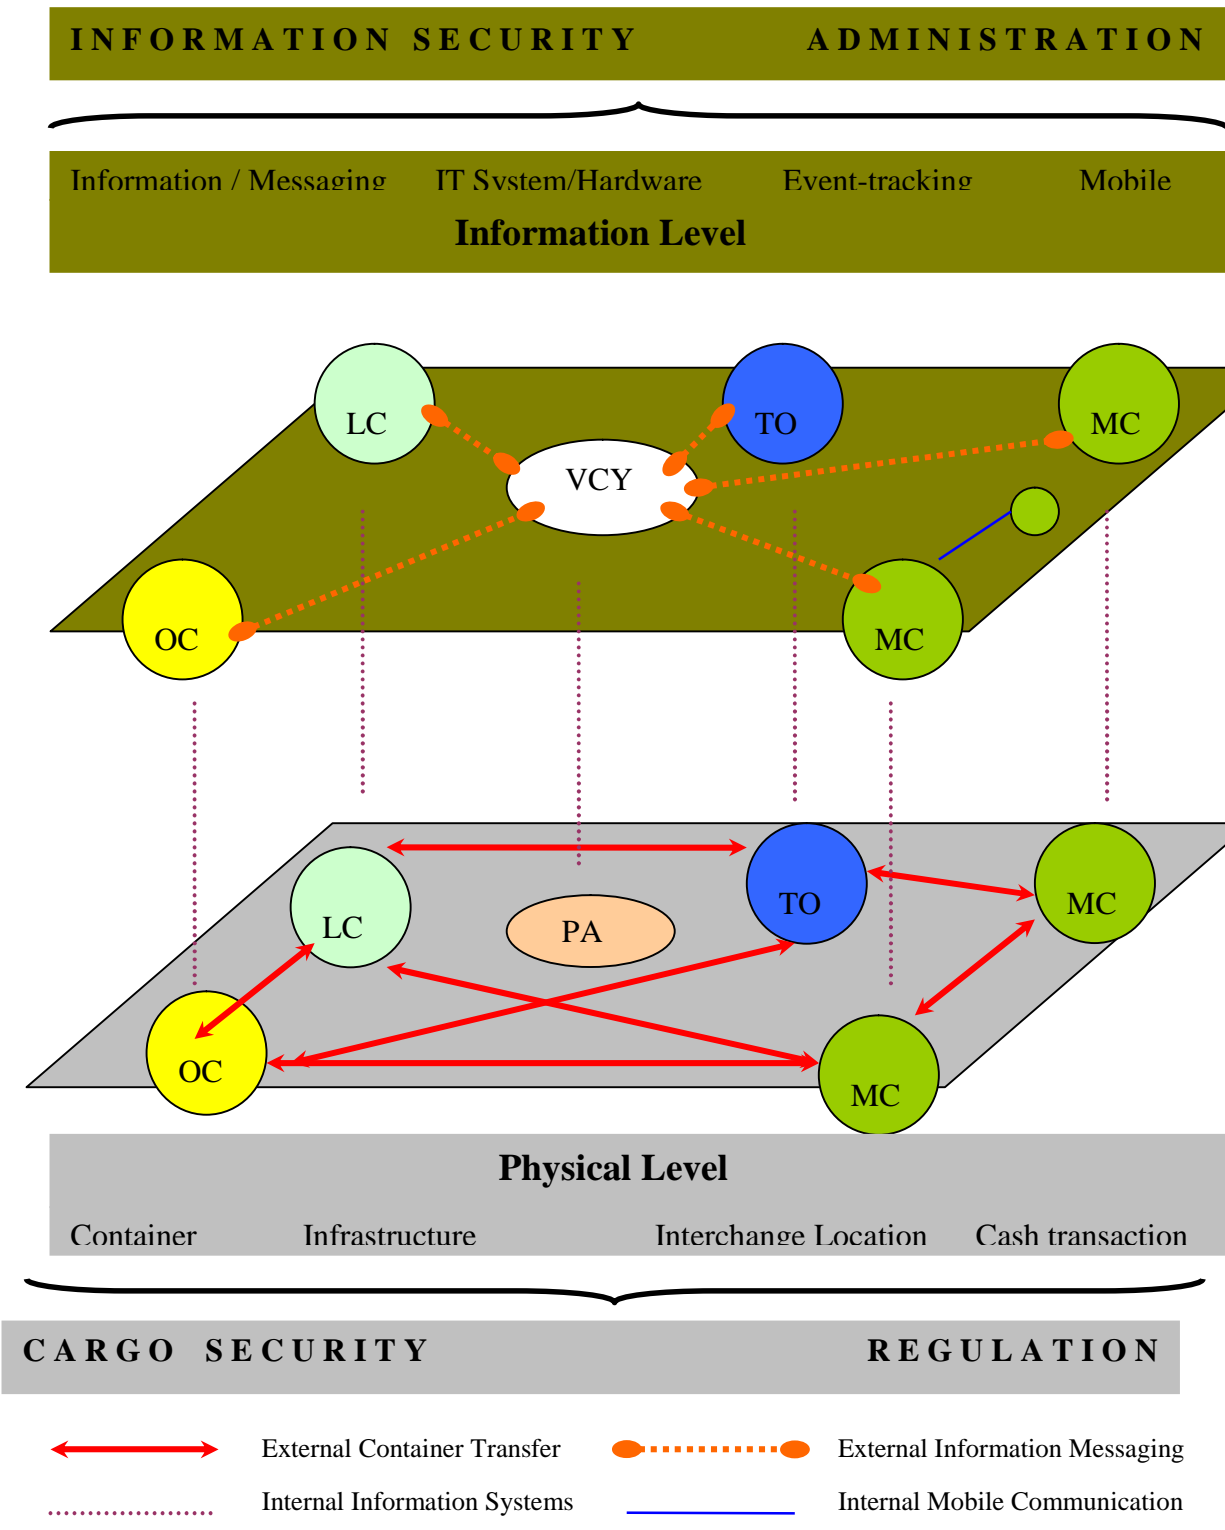 INFORMATION SECURITY ADMINISTRATION
Information / Messaging IT System/Hardware Event-tracking Mobile
Information Level
LC TO MC
VCY
OC MC
LC TO MC
PA
OC MC
Physical Level
Container Infrastructure Interchange Location Cash transaction
CARGO SECURITY REGULATION
External Container Transfer External Information Messaging
Internal Information Systems Internal Mobile Communication